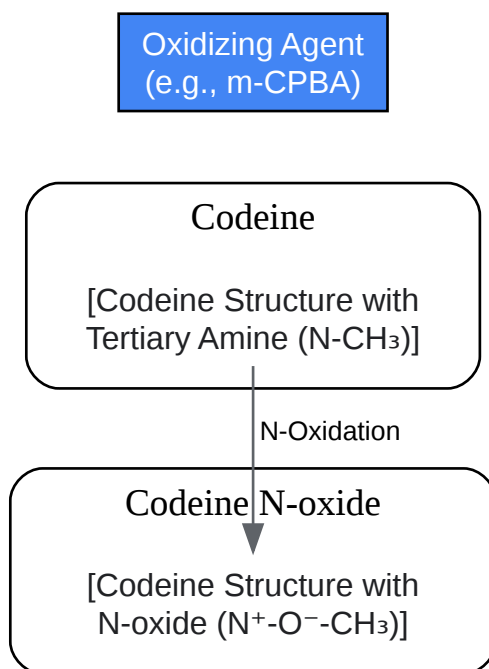 Oxidizing Agent
(e.g., m-CPBA)
Codeine
[Codeine Structure with
Tertiary Amine (N-CH₃)]
N-Oxidation
Codeine N-oxide
[Codeine Structure with
N-oxide (N⁺-O⁻-CH₃)]